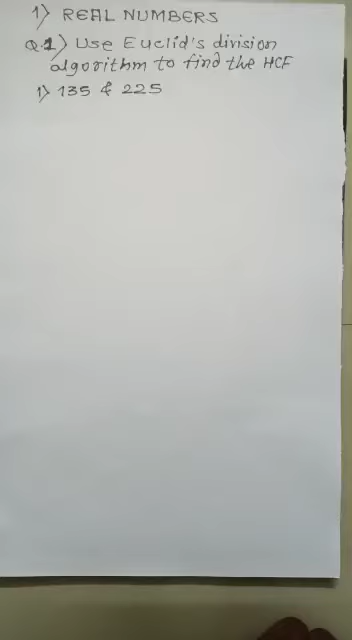 1) REAL NUMBERS
Q.1) Use Euclid's division
algorithm to find the HCF
1) 135 & 225